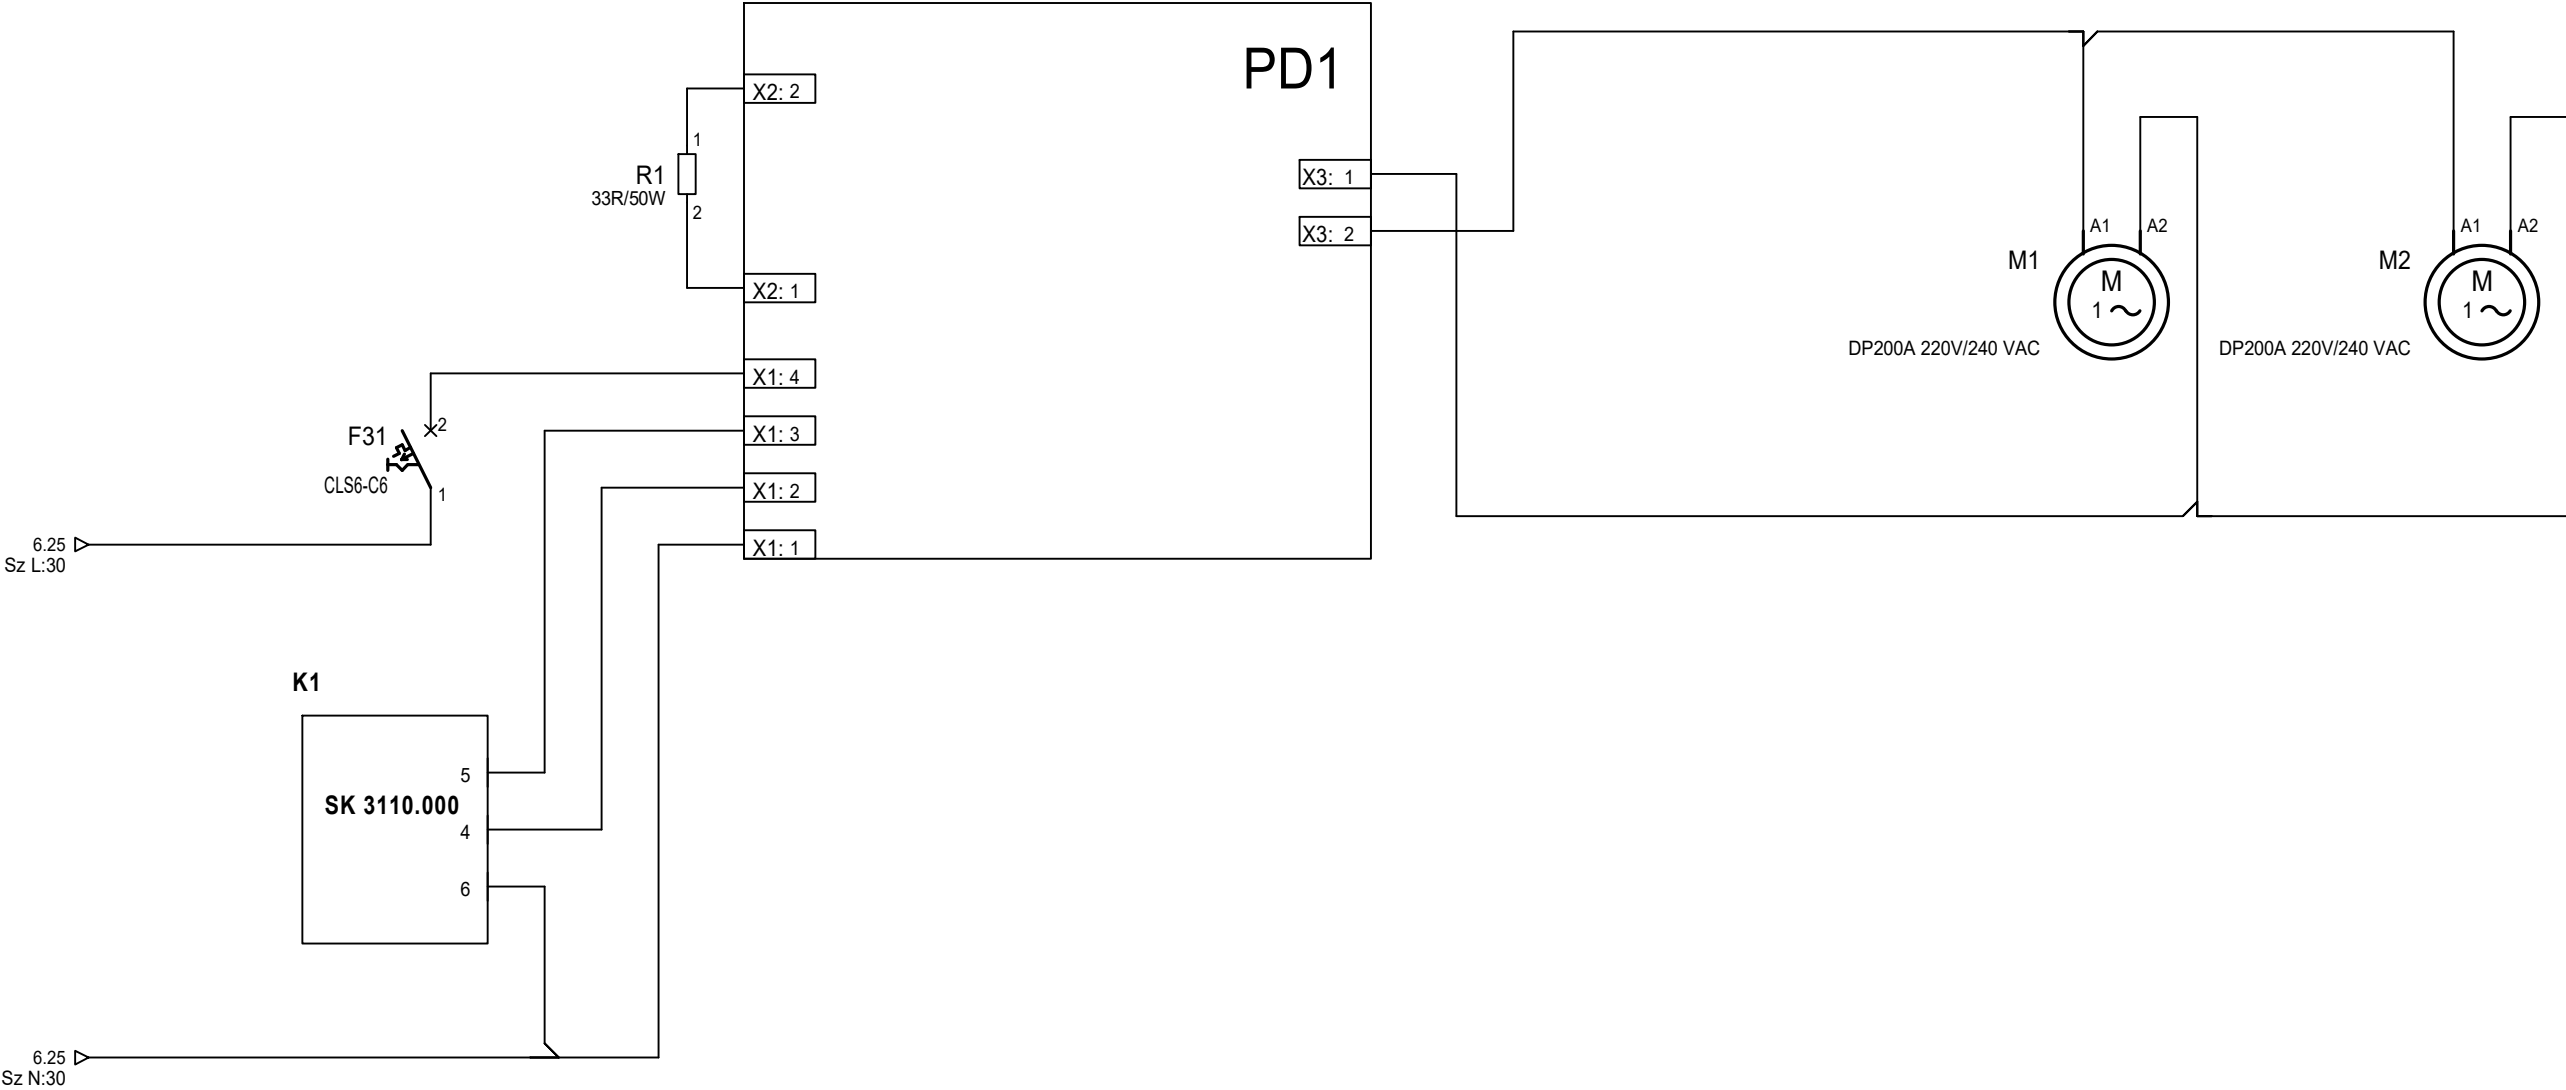 PD1
X2: 2
1
R1
33R/50W
2
X2: 1
X3: 1
X3: 2
A1
A2
M1
M
1
DP200A 220V/240 VAC
A1
A2
M2
M
1
DP200A 220V/240 VAC
X1: 4
X1: 3
X1: 2
X1: 1
2
F31
CLS6-C6
1
6.25
Sz L:30
K1
5
SK 3110.000
4
6
6.25
Sz N:30